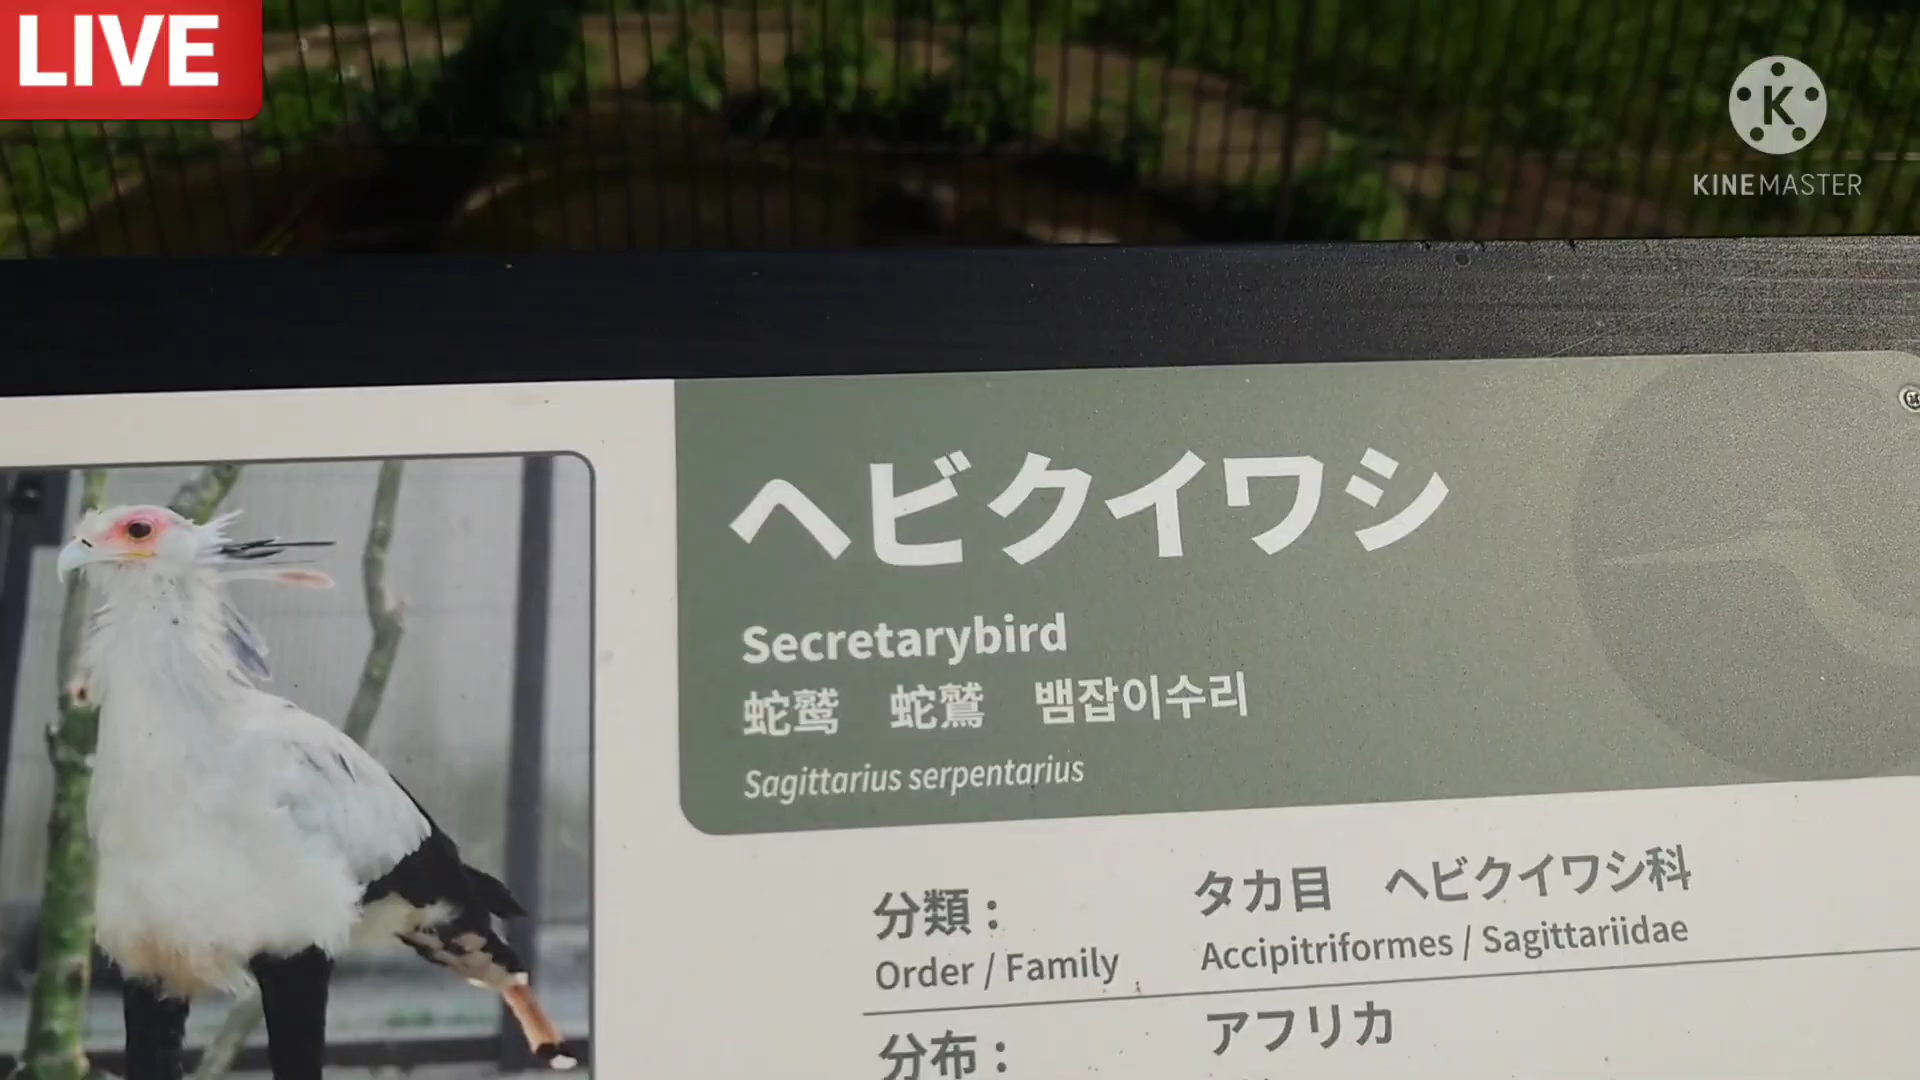 LIVE
K
KINEMASTER
ヘビクイワシ
Secretarybird
蛇鹫 蛇鷲 뱀잡이수리
Sagittarius serpentarius
分類： タカ目 ヘビクイワシ科
Order / Family Accipitriformes / Sagittariidae
分布： アフリカ